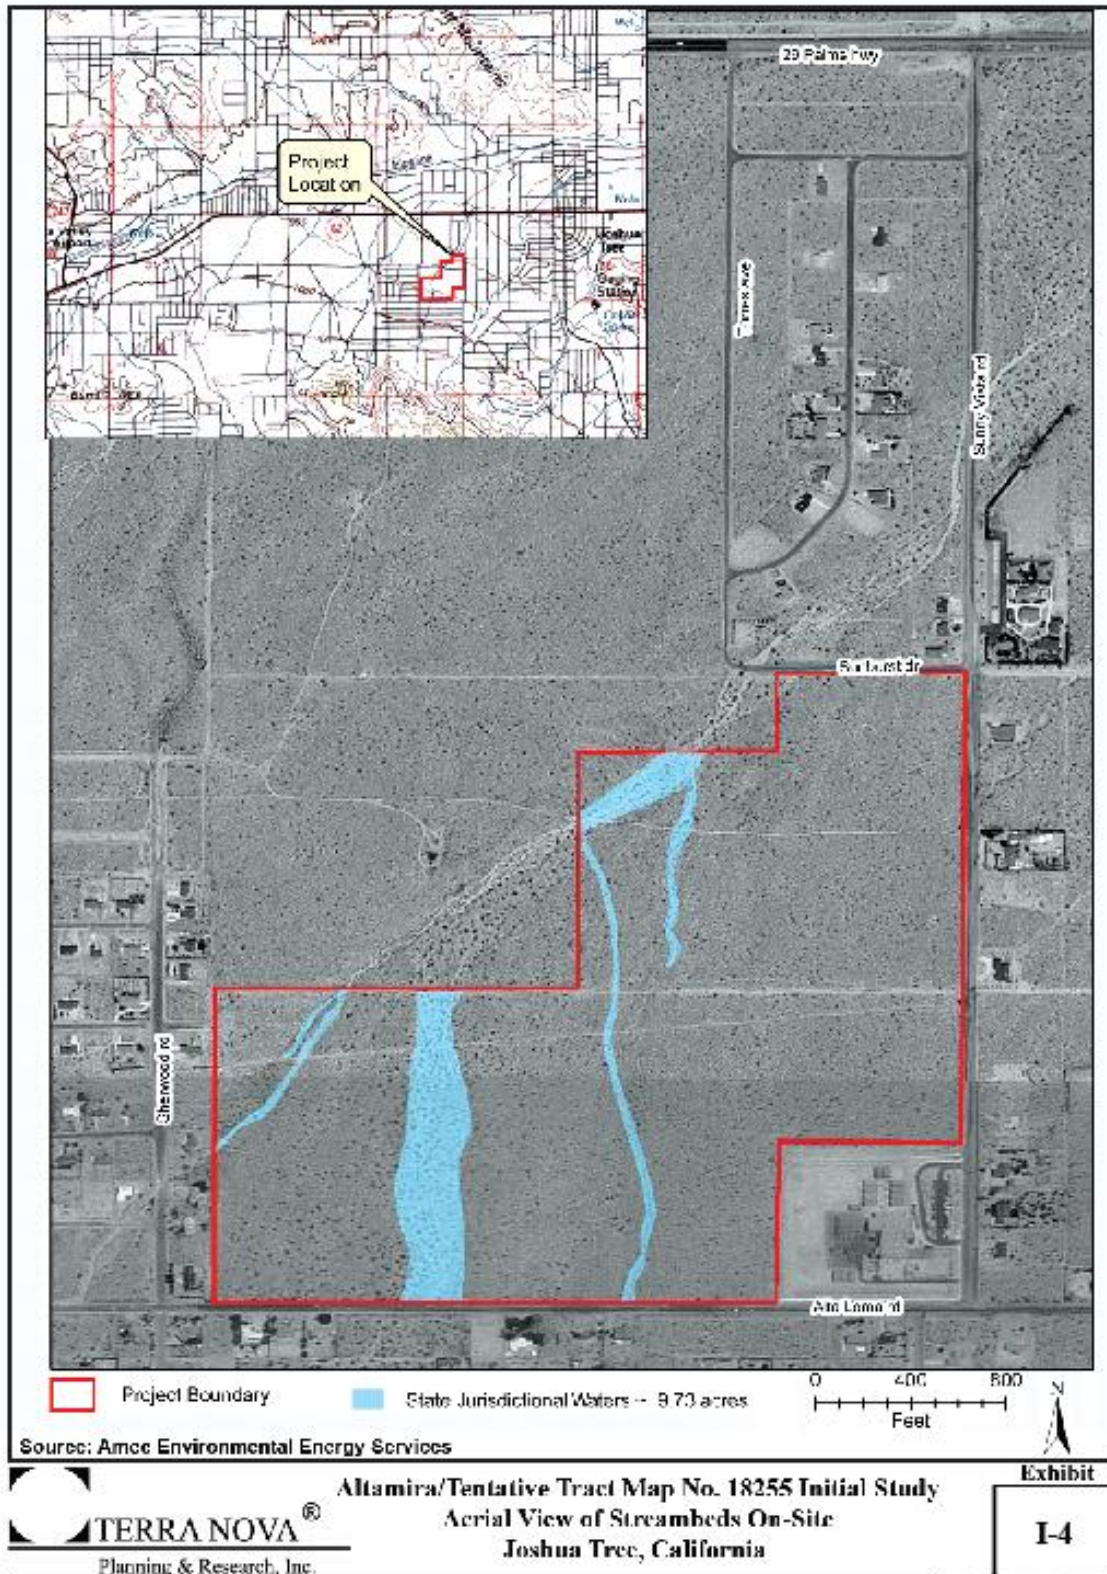 29 Palms Hwy
Project
Location
62
247
Sunny Vista rd
Sunburst dr
Sherwood rd
Alta Loma rd
Project Boundary
State Jurisdictional Waters -- 9.73 acres
0 400 800
Feet
N
Source: Amec Environmental Energy Services
Exhibit
TERRA NOVA ®
Planning & Research, Inc.
Altamira/Tentative Tract Map No. 18255 Initial Study
Aerial View of Streambeds On-Site
Joshua Tree, California
I-4